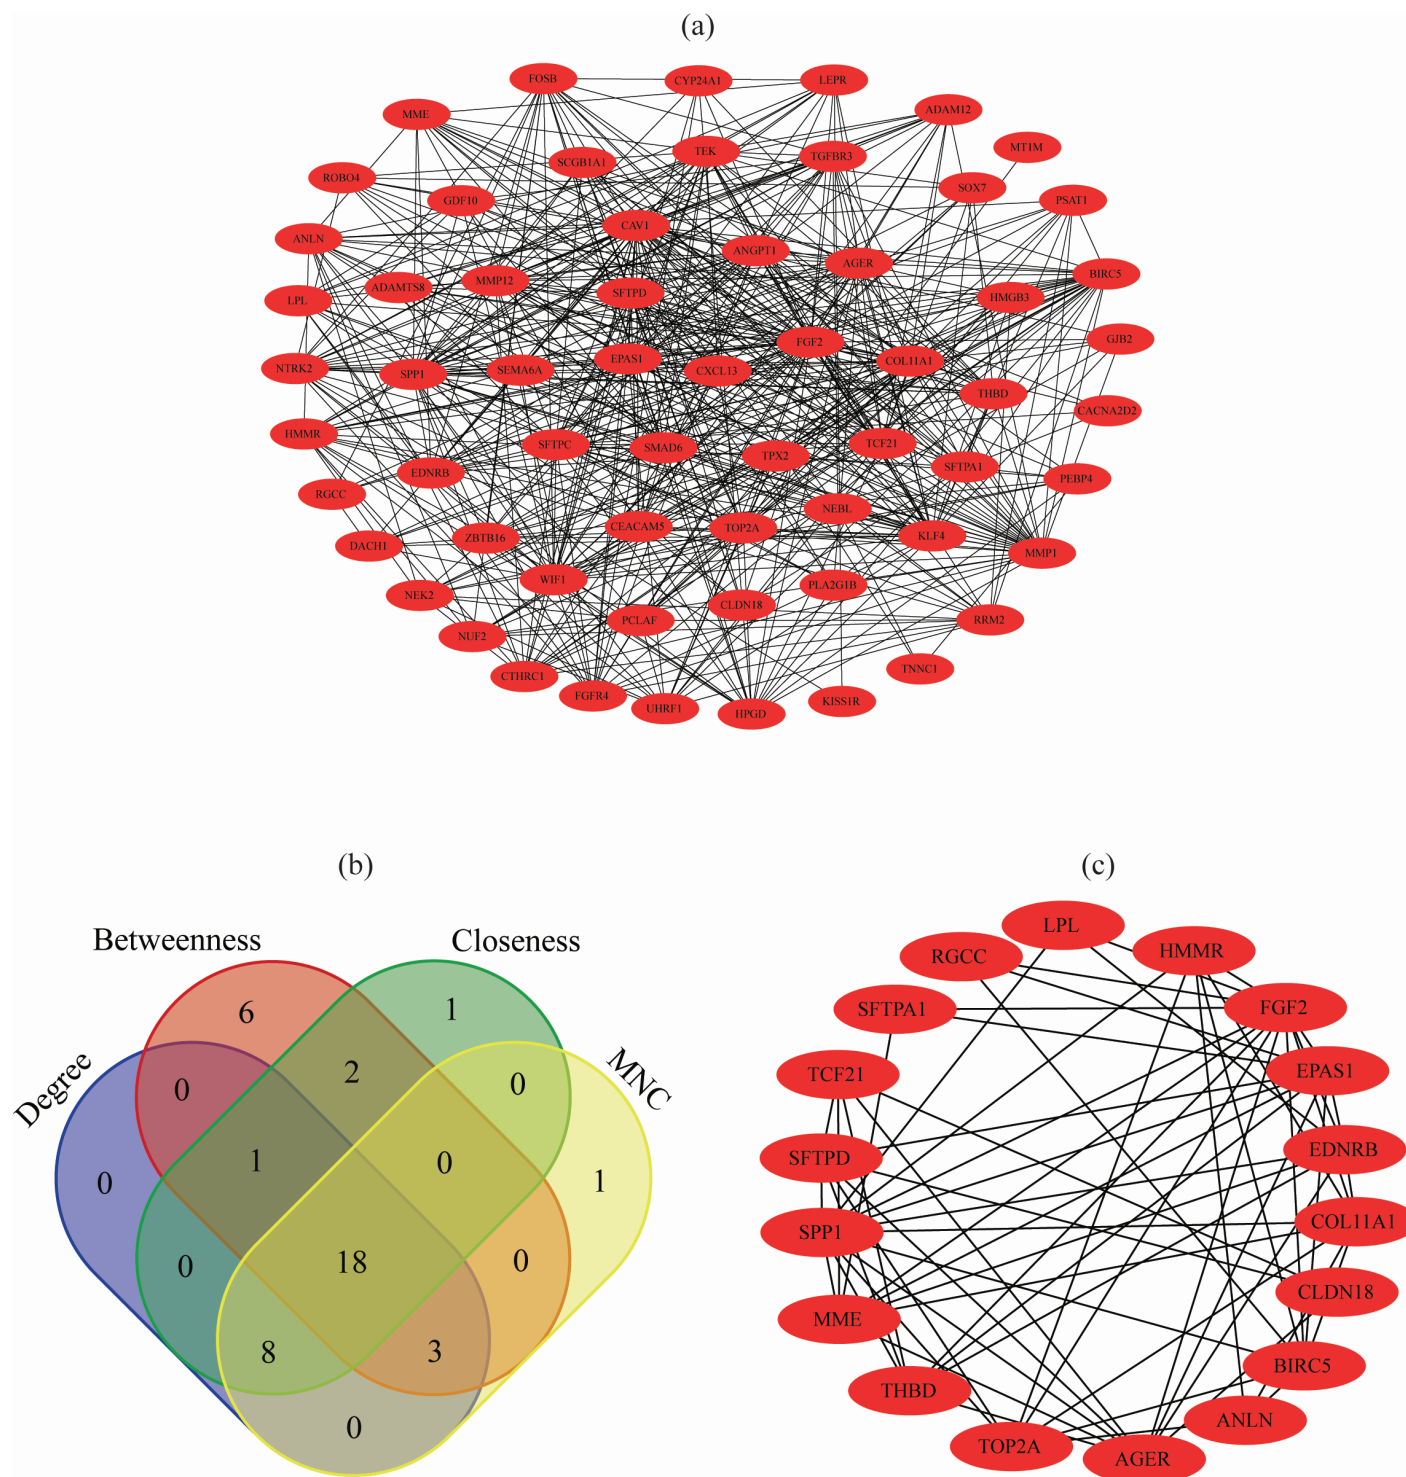 (a)
FOSB
CYP24A1
LEPR
MME
ADAM12
MT1M
SCGB1A1
TEK
TGFBR3
ROBO4
GDF10
SOX7
PSAT1
ANLN
CAV1
ANGPT1
AGER
BIRC5
LPL
ADAMTS8
MMP12
SFTPD
HMGB3
GJB2
NTRK2
SPP1
SEMA6A
EPAS1
CXCL13
FGF2
COL11A1
THBD
CACNA2D2
HMMR
EDNRB
SFTPC
SMAD6
TPX2
TCF21
SFTPA1
PEBP4
RGCC
DACH1
ZBTB16
CEACAM5
TOP2A
NEBL
KLF4
MMP1
NEK2
WIF1
PLA2G1B
CLDN18
PCLAF
RRM2
NUF2
CTHRC1
FGFR4
UHRF1
HPGD
KISS1R
TNNC1
(b)
Betweenness
Closeness
Degree
MNC
6
1
0
2
0
0
1
0
1
0
18
0
8
3
0
(c)
LPL
HMMR
RGCC
FGF2
SFTPA1
EPAS1
TCF21
EDNRB
SFTPD
COL11A1
SPP1
CLDN18
MME
BIRC5
THBD
ANLN
TOP2A
AGER